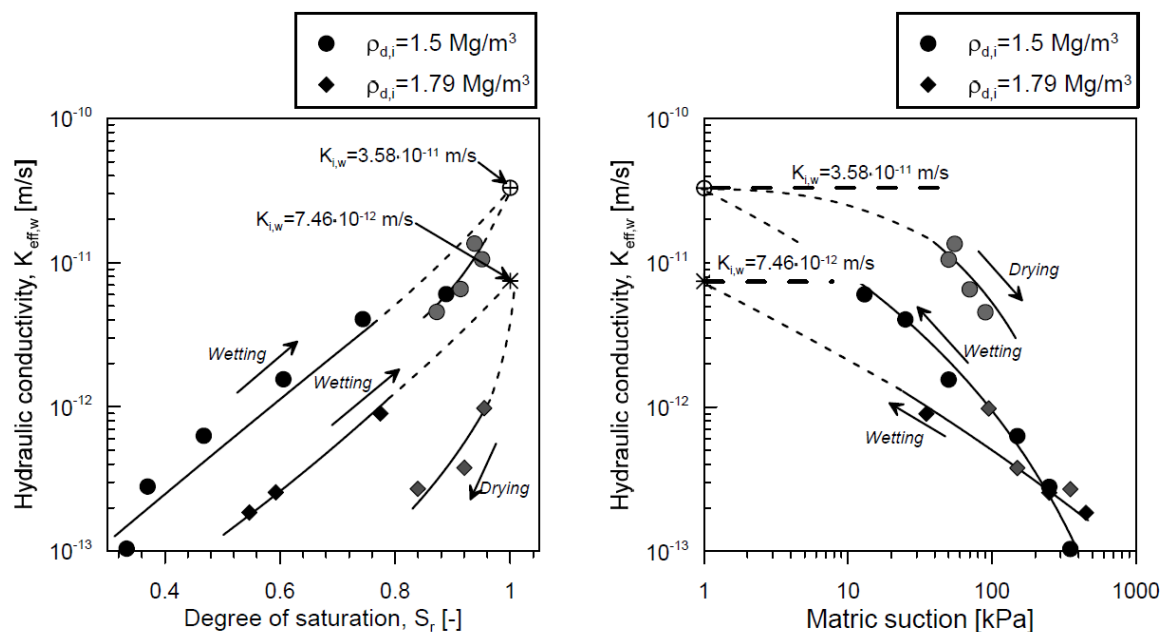 ρd,i=1.5 Mg/m³
ρd,i=1.79 Mg/m³
Hydraulic conductivity, Keff,w [m/s]
10⁻¹⁰
10⁻¹¹
10⁻¹²
10⁻¹³
Ki,w=3.58·10⁻¹¹ m/s
Ki,w=7.46·10⁻¹² m/s
Wetting
Wetting
Drying
0.4
0.6
0.8
1
Degree of saturation, Sr [-]
ρd,i=1.5 Mg/m³
ρd,i=1.79 Mg/m³
Hydraulic conductivity, Keff,w [m/s]
10⁻¹⁰
10⁻¹¹
10⁻¹²
10⁻¹³
Ki,w=3.58·10⁻¹¹ m/s
Ki,w=7.46·10⁻¹² m/s
Drying
Wetting
Wetting
1
10
100
1000
Matric suction [kPa]